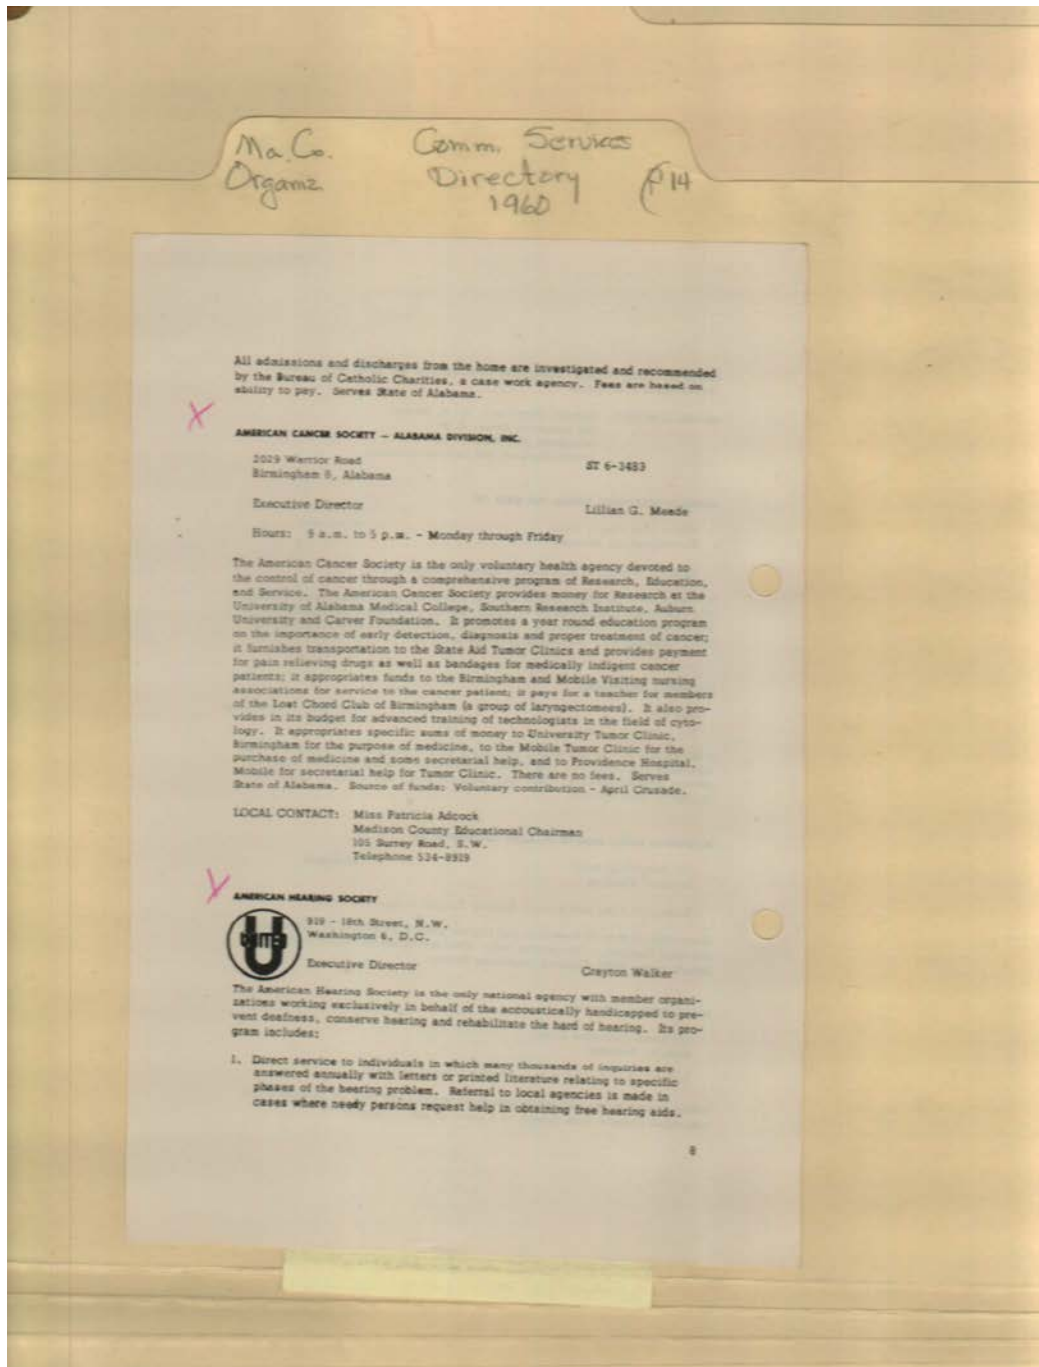 Ma. Co. Comm. Services
Organiz. Directory P 14
1960
All admissions and discharges from the home are investigated and recommended
by the Bureau of Catholic Charities, a case work agency. Fees are based on
ability to pay. Serves State of Alabama.
X
AMERICAN CANCER SOCIETY — ALABAMA DIVISION, INC.
2029 Warrior Road ST 6-3483
Birmingham 8, Alabama
Executive Director Lillian G. Meade
Hours: 9 a.m. to 5 p.m. - Monday through Friday
The American Cancer Society is the only voluntary health agency devoted to
the control of cancer through a comprehensive program of Research, Education,
and Service. The American Cancer Society provides money for Research at the
University of Alabama Medical College, Southern Research Institute, Auburn
University and Carver Foundation. It promotes a year round education program
on the importance of early detection, diagnosis and proper treatment of cancer;
it furnishes transportation to the State Aid Tumor Clinics and provides payment
for pain relieving drugs as well as bandages for medically indigent cancer
patients; it appropriates funds to the Birmingham and Mobile Visiting nursing
associations for service to the cancer patient; it pays for a teacher for members
of the Lost Chord Club of Birmingham (a group of laryngectomees). It also pro-
vides in its budget for advanced training of technologists in the field of cyto-
logy. It appropriates specific sums of money to University Tumor Clinic,
Birmingham for the purpose of medicine, to the Mobile Tumor Clinic for the
purchase of medicine and some secretarial help, and to Providence Hospital,
Mobile for secretarial help for Tumor Clinic. There are no fees. Serves
State of Alabama. Source of funds: Voluntary contribution - April Crusade.
LOCAL CONTACT: Miss Patricia Adcock
Madison County Educational Chairman
105 Surrey Road, S.W.
Telephone 534-8919
AMERICAN HEARING SOCIETY
UNITED
919 - 18th Street, N.W.
Washington 6, D.C.
Executive Director Crayton Walker
The American Hearing Society is the only national agency with member organi-
zations working exclusively in behalf of the accoustically handicapped to pre-
vent deafness, conserve hearing and rehabilitate the hard of hearing. Its pro-
gram includes:
1. Direct service to individuals in which many thousands of inquiries are
answered annually with letters or printed literature relating to specific
phases of the hearing problem. Referral to local agencies is made in
cases where needy persons request help in obtaining free hearing aids.
8